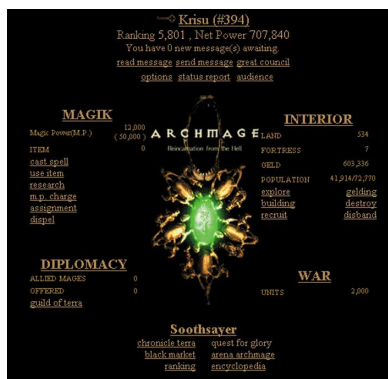 Krisu (#394)
Ranking 5,801 , Net Power 707,840
You have 0 new message(s) awaiting.
read message send message great council
options status report audience
MAGIK
Magic Power(M.P.) 12,000
( 50,000 )
ITEM 0
cast spell
use item
research
m.p. charge
assignment
dispel
ARCHMAGE
Reincarnation from the Hell
INTERIOR
LAND 534
FORTRESS 7
GELD 603,336
POPULATION 41,914/72,770
explore gelding
building destroy
recruit disband
DIPLOMACY
ALLIED MAGES 0
OFFERED 0
guild of terra
WAR
UNITS 2,000
Soothsayer
chronicle terra quest for glory
black market arena archmage
ranking encyclopedia